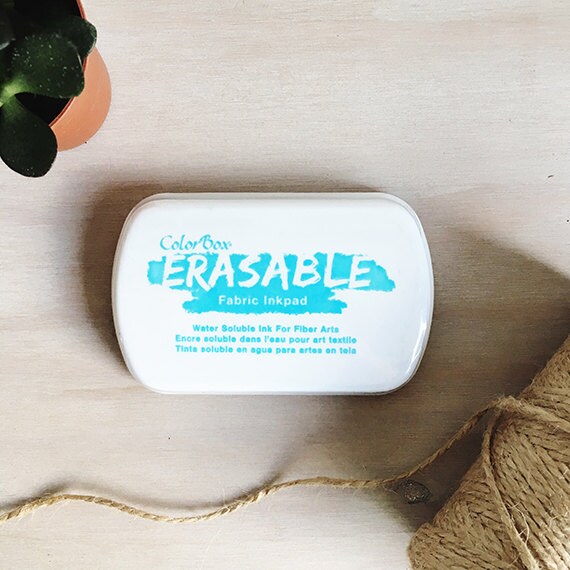 ColorBox
ERASABLE
Fabric Inkpad
Water Soluble Ink For Fiber Arts
Encre soluble dans l'eau pour art textile
Tinta soluble en agua para artes en tela